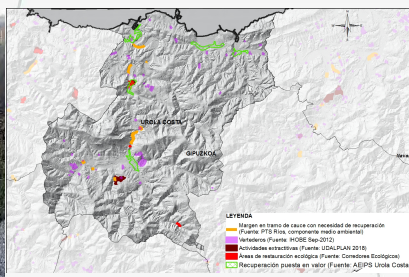 UROLA COSTA
GIPUZKOA
LEYENDA
Margen en tramo de cauce con necesidad de recuperación
(Fuente: PTS Ríos, componente medio ambiental)
Vertederos (Fuente: IHOBE Sep-2012)
Actividades extractitivas (Fuente: UDALPLAN 2018)
Áreas de restauración ecológica (Fuente: Corredores Ecológicos)
Recuperación puesta en valor (Fuente: AEIPS Urola Costa